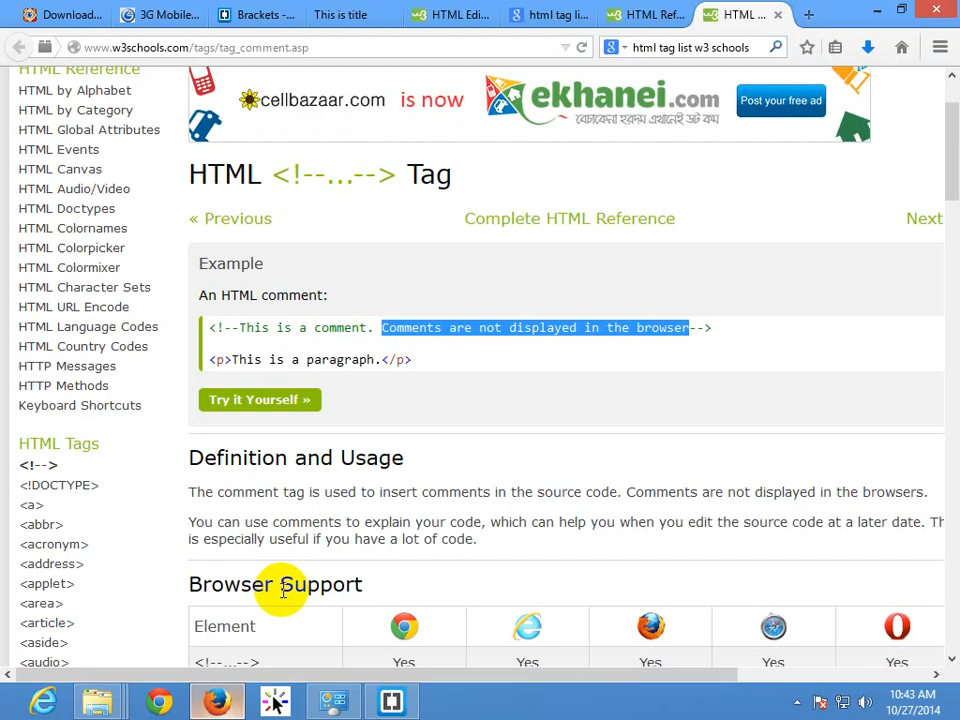 Download...
3G Mobile...
Brackets -...
This is title
HTML Edi...
html tag li...
HTML Ref...
HTML ...
www.w3schools.com/tags/tag_comment.asp
html tag list w3 schools
HTML Reference
HTML by Alphabet
HTML by Category
HTML Global Attributes
HTML Events
HTML Canvas
HTML Audio/Video
HTML Doctypes
HTML Colornames
HTML Colorpicker
HTML Colormixer
HTML Character Sets
HTML URL Encode
HTML Language Codes
HTML Country Codes
HTTP Messages
HTTP Methods
Keyboard Shortcuts
HTML Tags
<!-->
<!DOCTYPE>
<a>
<abbr>
<acronym>
<address>
<applet>
<area>
<article>
<aside>
<audio>
cellbazaar.com is now ekhanei.com
বেচাকেনা হরদম এখানেই ডট কম
Post your free ad
HTML <!--...--> Tag
« Previous
Complete HTML Reference
Next
Example
An HTML comment:
<!--This is a comment. Comments are not displayed in the browser-->
<p>This is a paragraph.</p>
Try it Yourself »
Definition and Usage
The comment tag is used to insert comments in the source code. Comments are not displayed in the browsers.
You can use comments to explain your code, which can help you when you edit the source code at a later date. Th
is especially useful if you have a lot of code.
Browser Support
Element
<!--...--> Yes Yes Yes Yes Yes
10:43 AM
10/27/2014